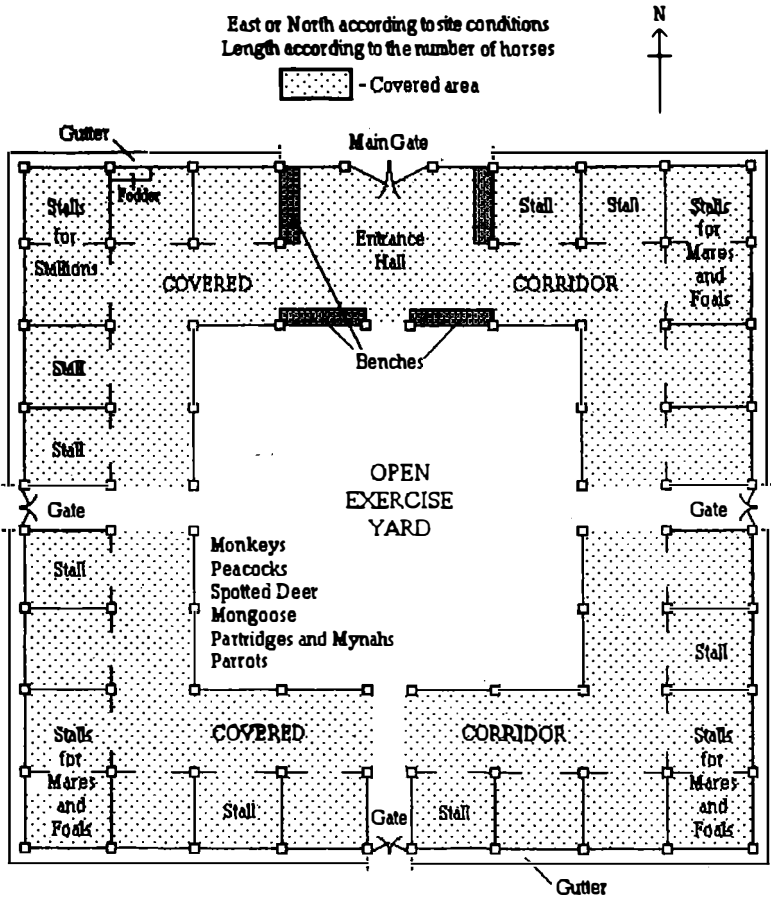 East or North according to site conditions
Length according to the number of horses
- Covered area
N
Gutter
Main Gate
Fodder
Stalls
for
Stallions
Entrance
Hall
Stall
Stall
Stalls
for
Mares
and
Foals
COVERED
CORRIDOR
Stall
Benches
Stall
OPEN
EXERCISE
YARD
Gate
Gate
Monkeys
Peacocks
Spotted Deer
Mongoose
Partridges and Mynahs
Parrots
Stall
Stall
COVERED
CORRIDOR
Stalls
for
Mares
and
Foals
Stalls
for
Mares
and
Foals
Stall
Gate
Stall
Gutter